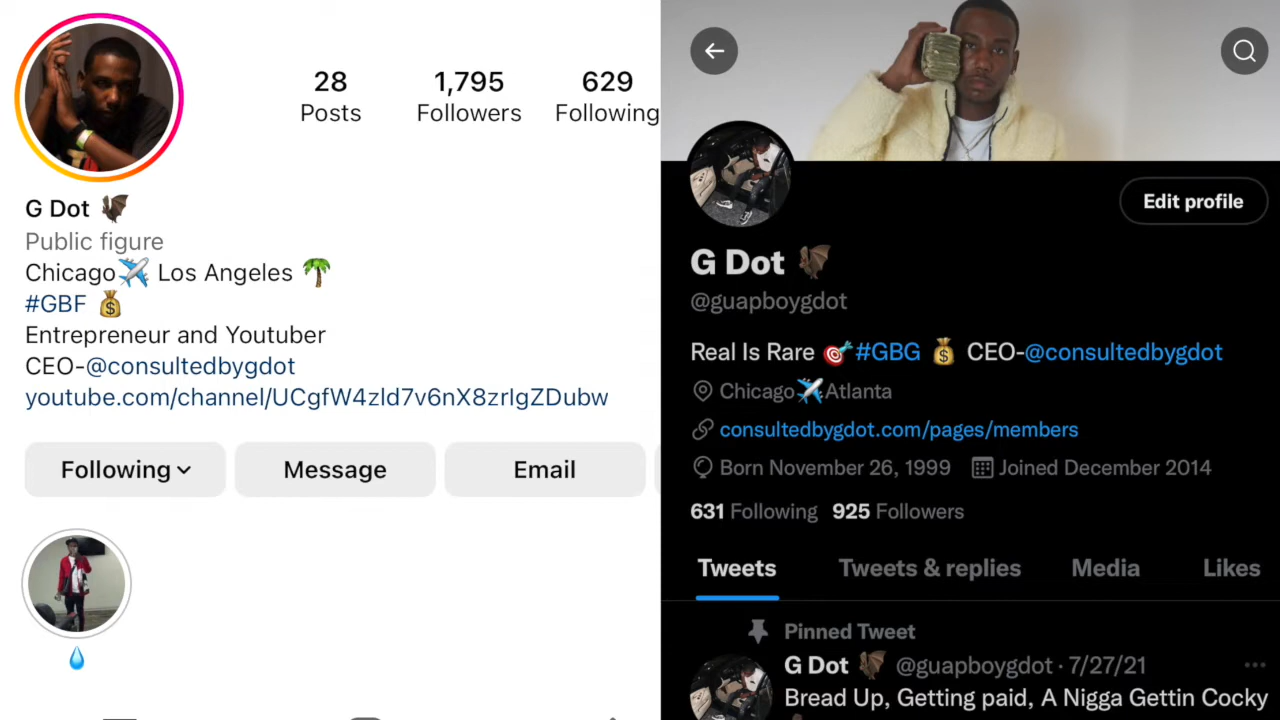 28 1,795 629
Posts Followers Following
G Dot 🦇
Public figure
Chicago✈️ Los Angeles 🌴
#GBF 💰
Entrepreneur and Youtuber
CEO-@consultedbygdot
youtube.com/channel/UCgfW4zld7v6nX8zrIgZDubw
Following Message Email
💧
Edit profile
G Dot 🦇
@guapboygdot
Real Is Rare 🎯#GBG 💰 CEO-@consultedbygdot
Chicago✈️Atlanta
consultedbygdot.com/pages/members
Born November 26, 1999 Joined December 2014
631 Following 925 Followers
Tweets Tweets & replies Media Likes
Pinned Tweet
G Dot 🦇 @guapboygdot · 7/27/21
Bread Up, Getting paid, A Nigga Gettin Cocky